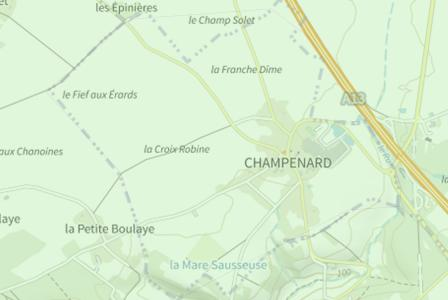 les Épinières
le Champ Solet
la Franche Dîme
le Fief aux Érards
A13
aux Chanoines
la Croix Robine
CHAMPENARD
la Petite Boulaye
laye
la Mare Sausseuse
100